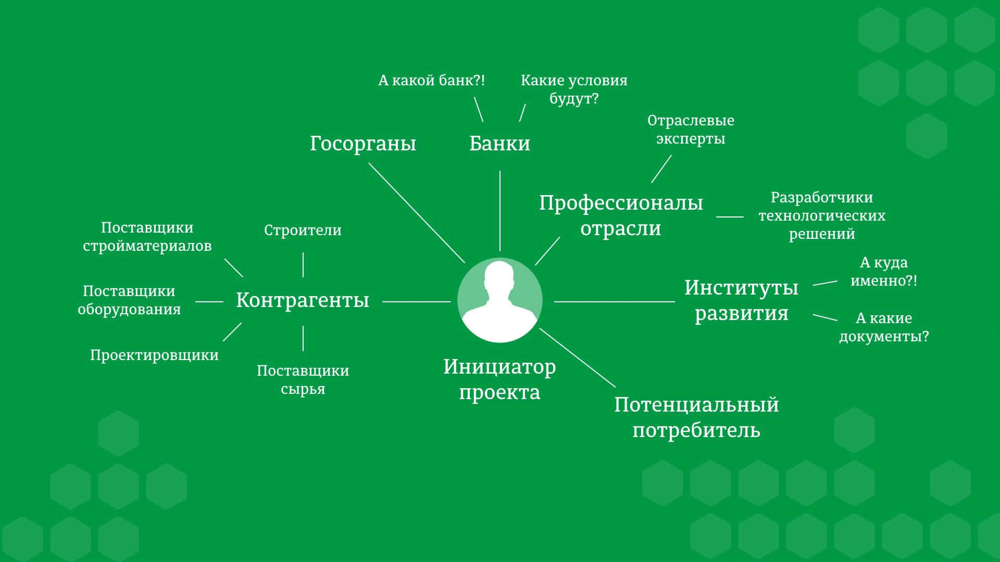 А какой банк?!
Какие условия
будут?
Отраслевые
эксперты
Госорганы
Банки
Профессионалы
отрасли
Разработчики
технологических
решений
Поставщики
стройматериалов
Строители
А куда
именно?!
Институты
развития
Поставщики
оборудования
Контрагенты
А какие
документы?
Проектировщики
Поставщики
сырья
Инициатор
проекта
Потенциальный
потребитель